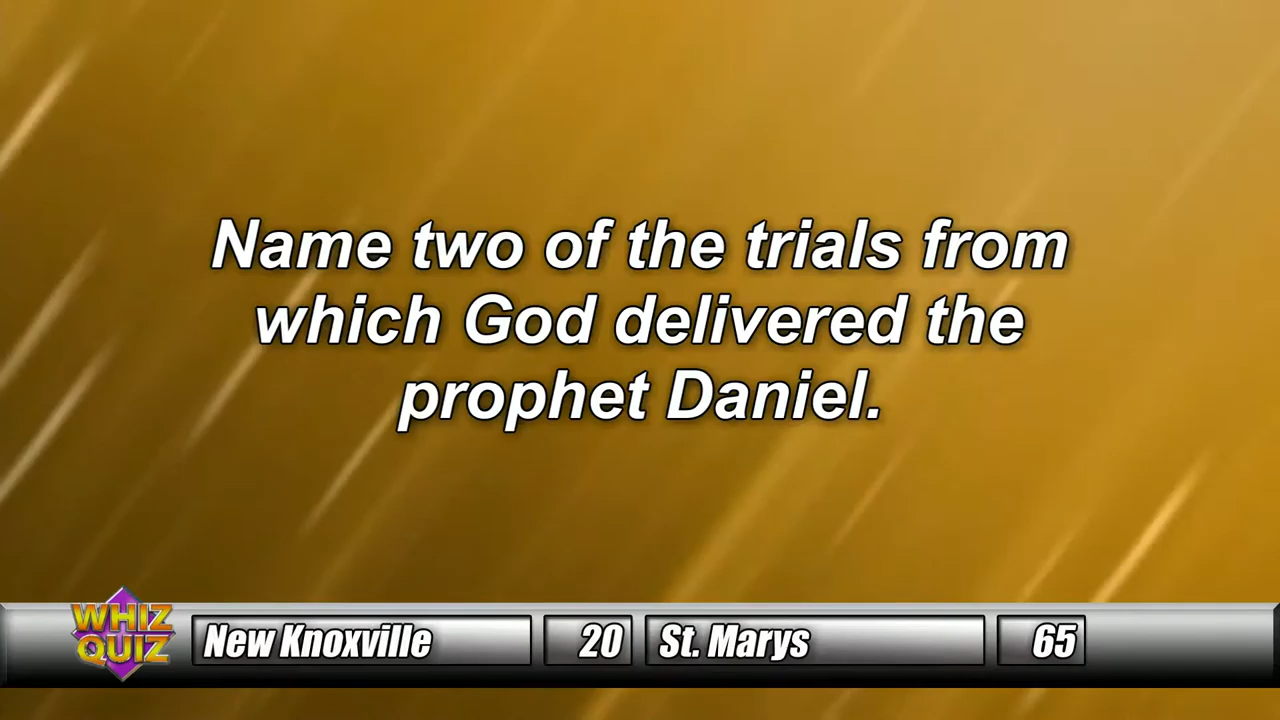 Name two of the trials from
which God delivered the
prophet Daniel.
WHIZ
QUIZ
New Knoxville 20 St. Marys 65